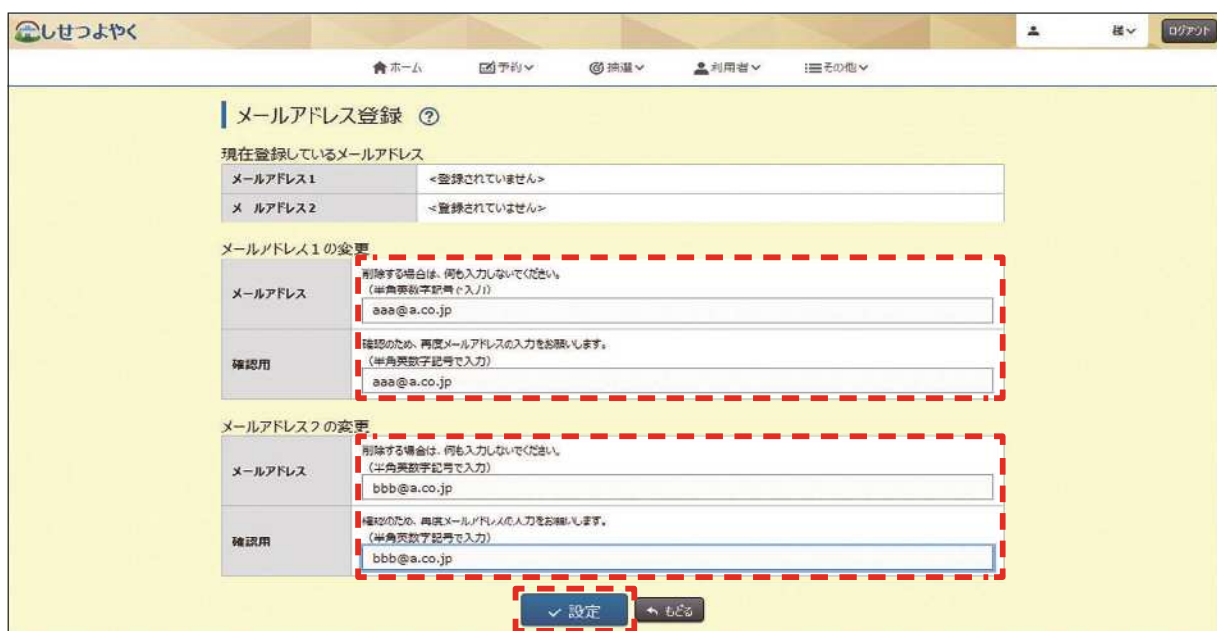 しせつよやく
様
ログアウト
ホーム 予約 抽選 利用者 その他
メールアドレス登録 ?
現在登録しているメールアドレス
メールアドレス1 <登録されていません>
メールアドレス2 <登録されていません>
メールアドレス1の変更
メールアドレス
削除する場合は、何も入力しないでください。
(半角英数字記号で入力)
aaa@a.co.jp
確認用
確認のため、再度メールアドレスの入力をお願いします。
(半角英数字記号で入力)
aaa@a.co.jp
メールアドレス2の変更
メールアドレス
削除する場合は、何も入力しないでください。
(半角英数字記号で入力)
bbb@a.co.jp
確認用
確認のため、再度メールアドレスの入力をお願いします。
(半角英数字記号で入力)
bbb@a.co.jp
設定 もどる